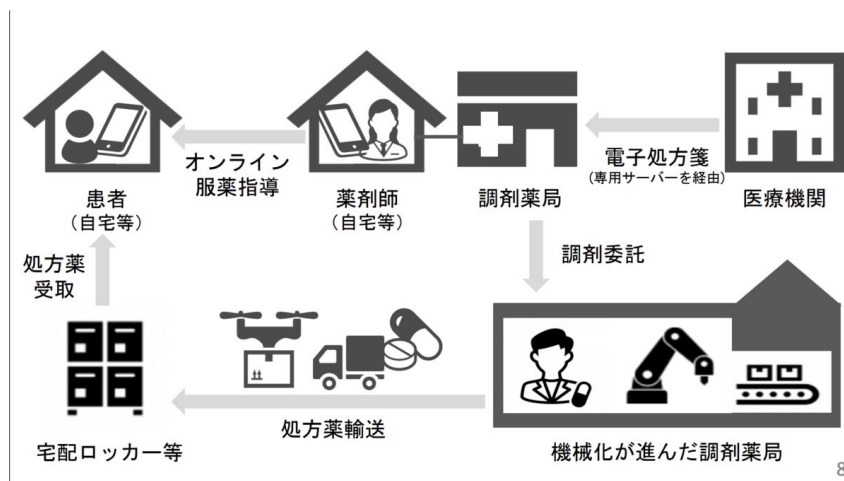 患者
(自宅等)
オンライン
服薬指導
薬剤師
(自宅等)
調剤薬局
電子処方箋
(専用サーバーを経由)
医療機関
処方薬
受取
調剤委託
宅配ロッカー等
処方薬輸送
機械化が進んだ調剤薬局
8